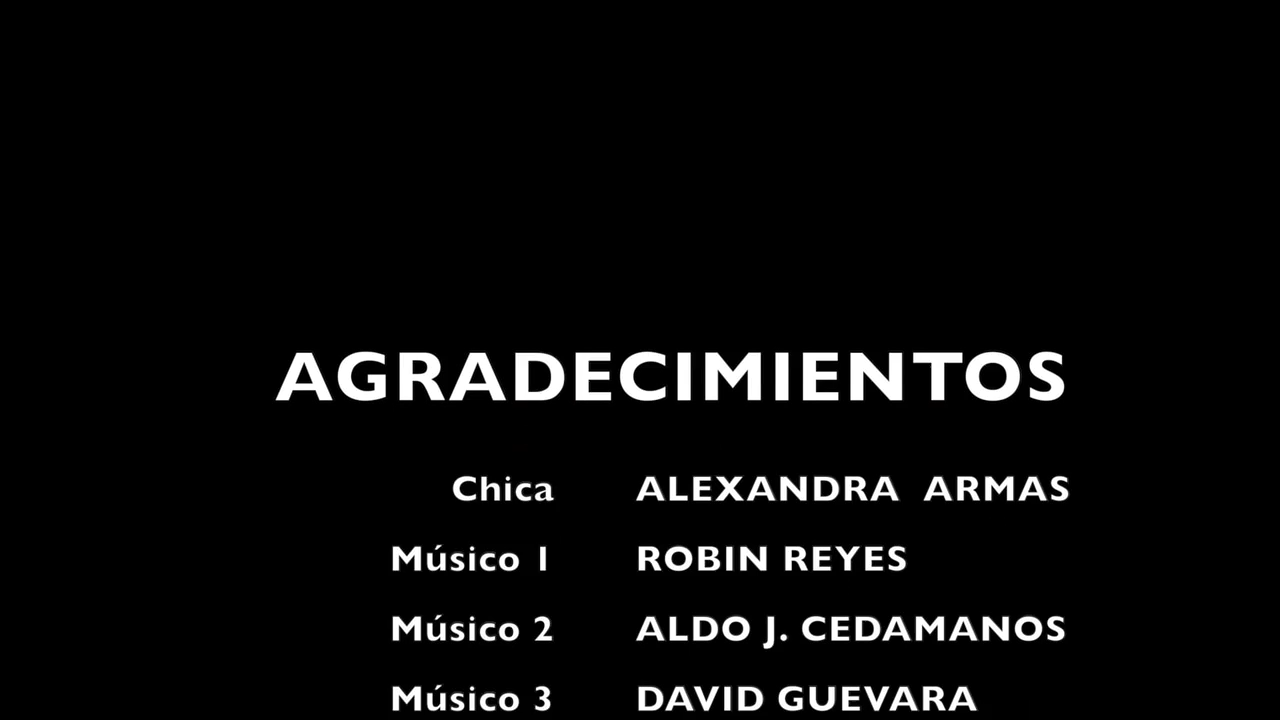 AGRADECIMIENTOS
Chica ALEXANDRA ARMAS
Músico 1 ROBIN REYES
Músico 2 ALDO J. CEDAMANOS
Músico 3 DAVID GUEVARA